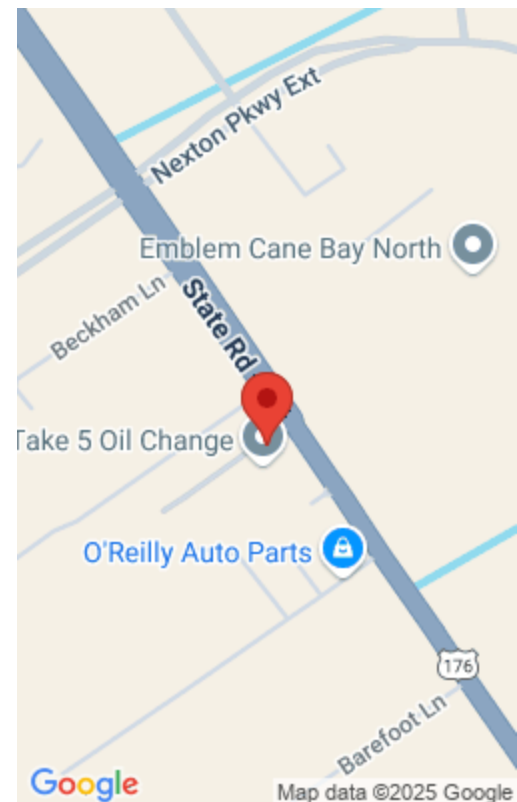 Nexton Pkwy Ext
Emblem Cane Bay North
Beckham Ln
State Rd
Take 5 Oil Change
O'Reilly Auto Parts
176
Barefoot Ln
Google
Map data ©2025 Google